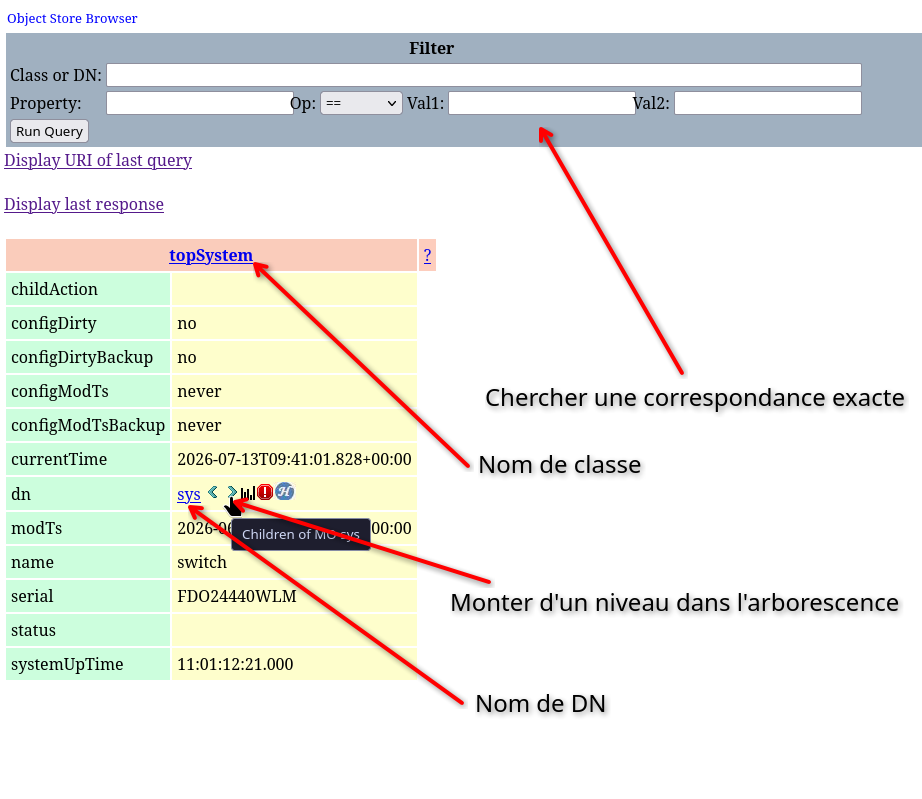 Object Store Browser
Filter
Class or DN:
Property: Op: == Val1: Val2:
Run Query
Display URI of last query
Display last response
topSystem ?
childAction
configDirty no
configDirtyBackup no
configModTs never
Chercher une correspondance exacte
configModTsBackup never
currentTime 2026-07-13T09:41:01.828+00:00
Nom de classe
dn sys
modTs 00:00
Children of MO sys
name switch
serial FDO24440WLM
Monter d'un niveau dans l'arborescence
status
systemUpTime 11:01:12:21.000
Nom de DN